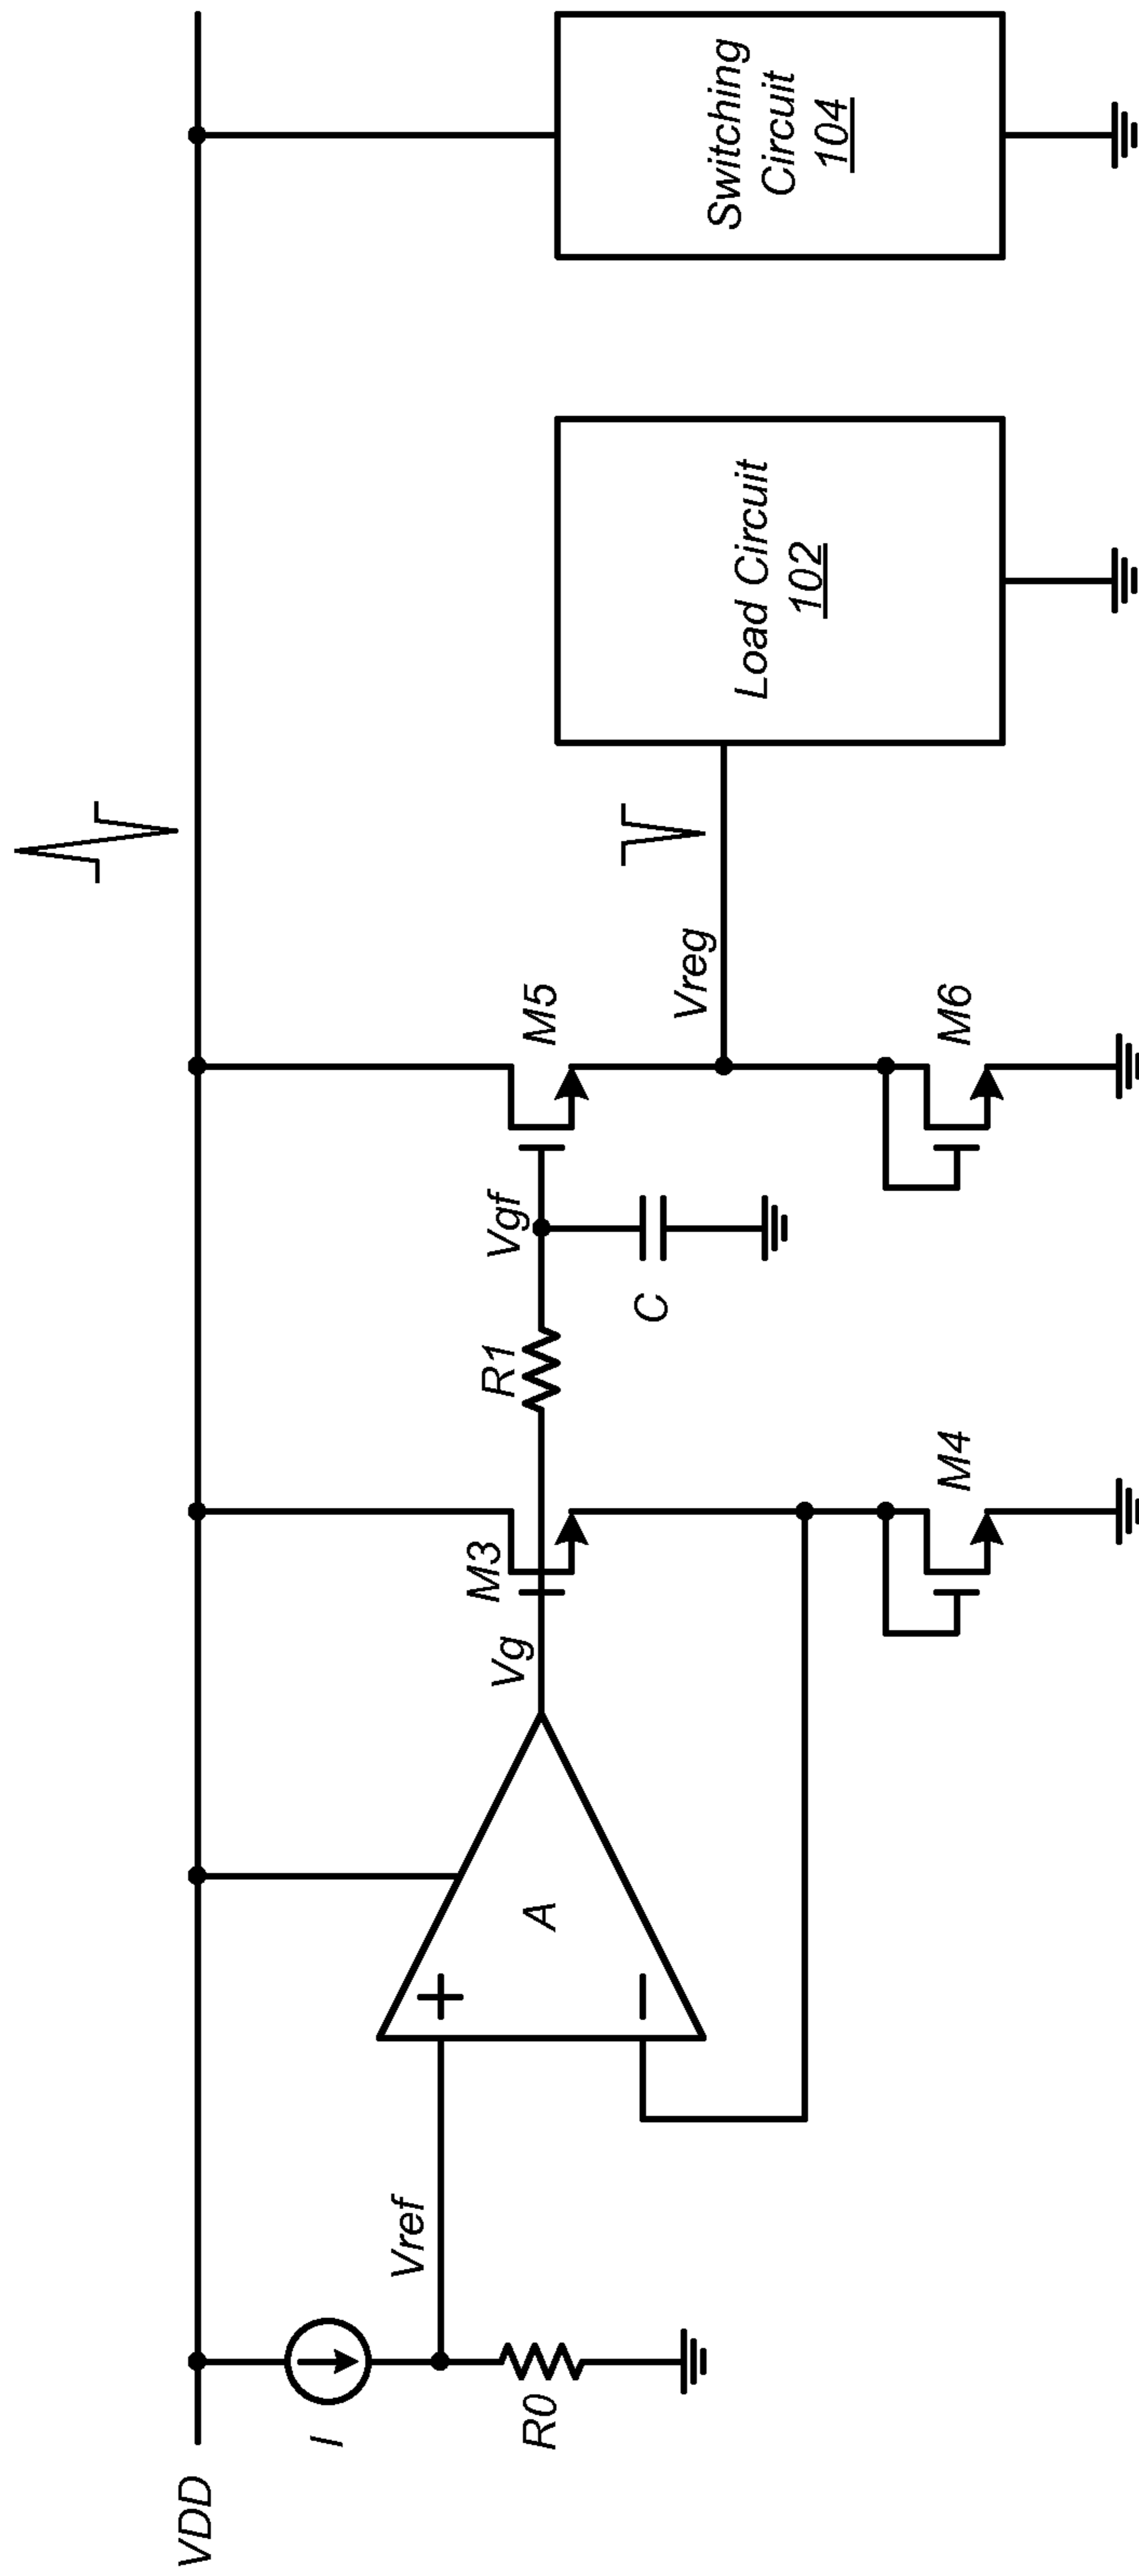 VDD
I
Vref
R0
+
−
A
Vg
M3
M4
R1
Vgf
C
M5
Vreg
M6
Load Circuit
102
Switching
Circuit
104